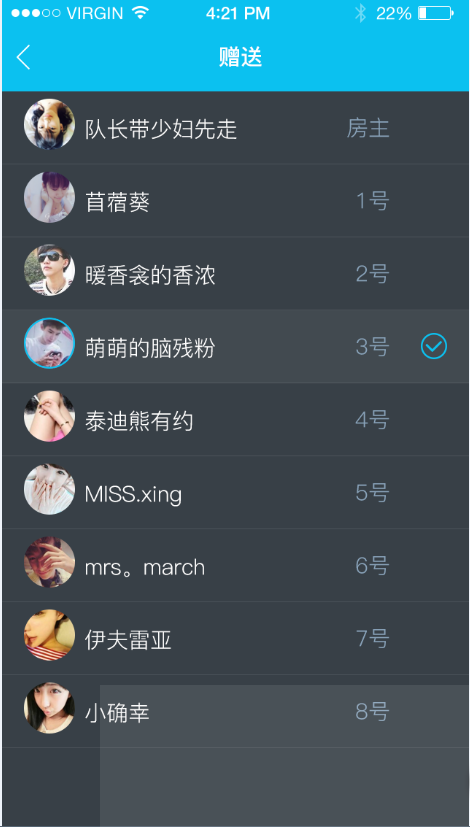 VIRGIN 4:21 PM 22%
赠送
队长带少妇先走 房主
苜蓿葵 1号
暖香衾的香浓 2号
萌萌的脑残粉 3号
泰迪熊有约 4号
MISS.xing 5号
mrs。march 6号
伊夫雷亚 7号
小确幸 8号